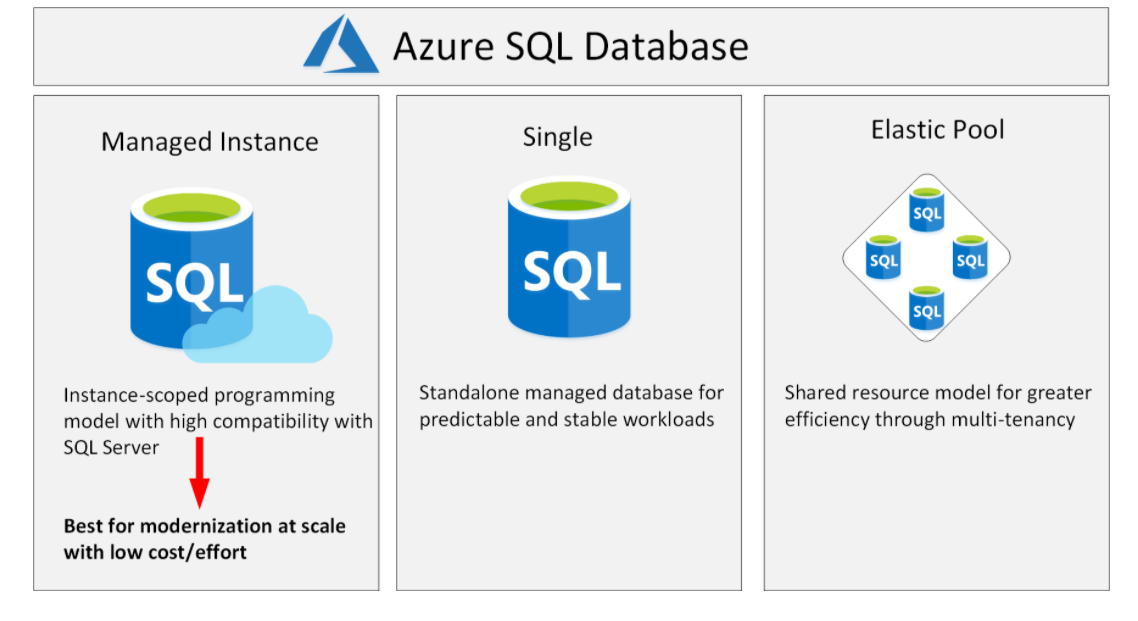 Azure SQL Database
Managed Instance
SQL
Instance-scoped programming
model with high compatibility with
SQL Server
Best for modernization at scale
with low cost/effort
Single
SQL
Standalone managed database for
predictable and stable workloads
Elastic Pool
SQL
SQL
SQL
SQL
Shared resource model for greater
efficiency through multi-tenancy